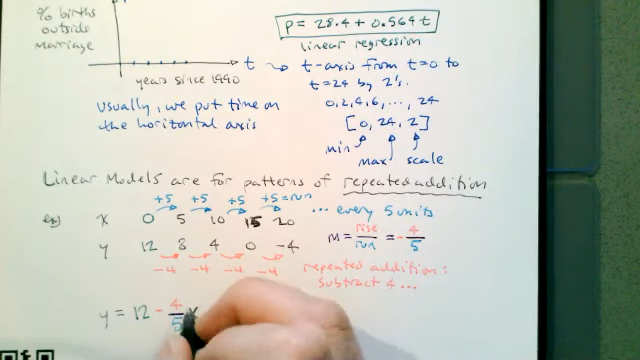 % births
outside
marriage
t
years since 1990
P = 28.4 + 0.564t
linear regression
t-axis from t=0 to
t=24 by 2's.
0,2,4,6,..., 24
[0, 24, 2]
min max scale
Usually, we put time on
the horizontal axis
Linear Models are for patterns of repeated addition
+5 +5 +5 +5=run
ex) x 0 5 10 15 20 ... every 5 units
y 12 8 4 0 -4
m = rise/run = -4/5
-4 -4 -4 -4
repeated addition:
subtract 4 ...
y = 12 - 4/5 x